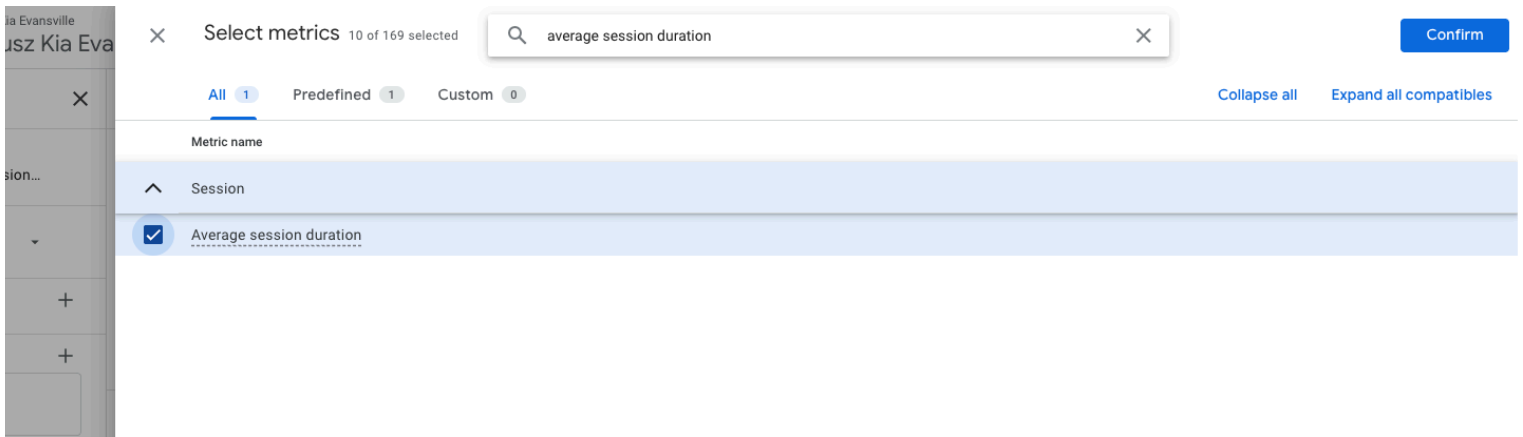 ia Evansville
usz Kia Eva
Select metrics 10 of 169 selected
average session duration
Confirm
All 1
Predefined 1
Custom 0
Collapse all
Expand all compatibles
Metric name
sion...
Session
Average session duration